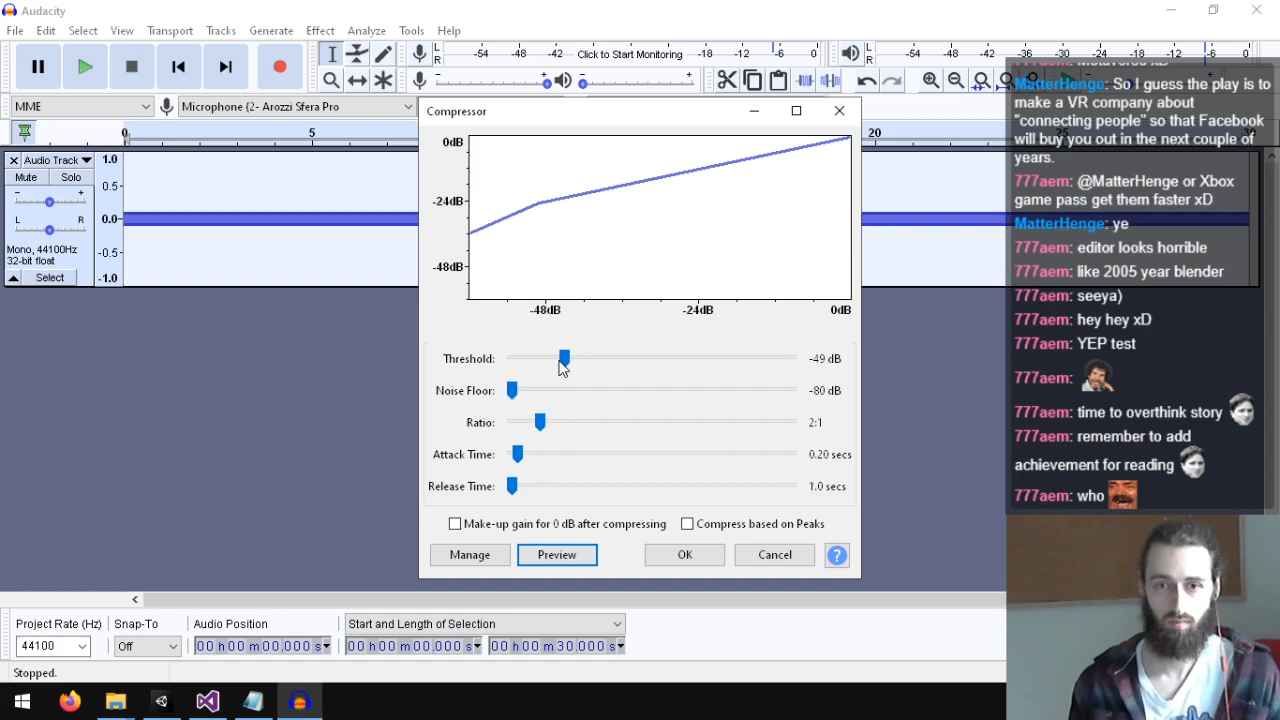 Audacity
File Edit Select View Transport Tracks Generate Effect Analyze Tools Help
L
R
-54 -48 -42 Click to Start Monitoring -18 -12 -6 0
L
R
-54 -48 -42 -36 -30 -24 -18 -12 -6 0
MME
Microphone (2- Arozzi Sfera Pro
0 5 20 25 30
Audio Track
Mute Solo
- +
L R
Mono, 44100Hz
32-bit float
Select
1.0
0.5
0.0
-0.5
-1.0
Compressor
0dB
-24dB
-48dB
-48dB -24dB 0dB
Threshold: -49 dB
Noise Floor: -80 dB
Ratio: 2:1
Attack Time: 0.20 secs
Release Time: 1.0 secs
Make-up gain for 0 dB after compressing
Compress based on Peaks
Manage Preview OK Cancel ?
MatterHenge: So I guess the play is to
make a VR company about
"connecting people" so that Facebook
will buy you out in the next couple of
years.
777aem: @MatterHenge or Xbox
game pass get them faster xD
MatterHenge: ye
777aem: editor looks horrible
777aem: like 2005 year blender
777aem: seeya)
777aem: hey hey xD
777aem: YEP test
777aem:
777aem: time to overthink story
777aem: remember to add
achievement for reading
777aem: who
Project Rate (Hz) Snap-To Audio Position Start and Length of Selection
44100 Off 00 h 00 m 00.000 s 00 h 00 m 00.000 s 00 h 00 m 30.000 s
Stopped.